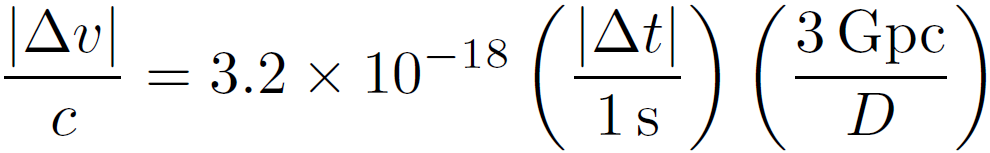 |Δv|/c = 3.2 × 10⁻¹⁸ (|Δt|/1 s) (3 Gpc/D)